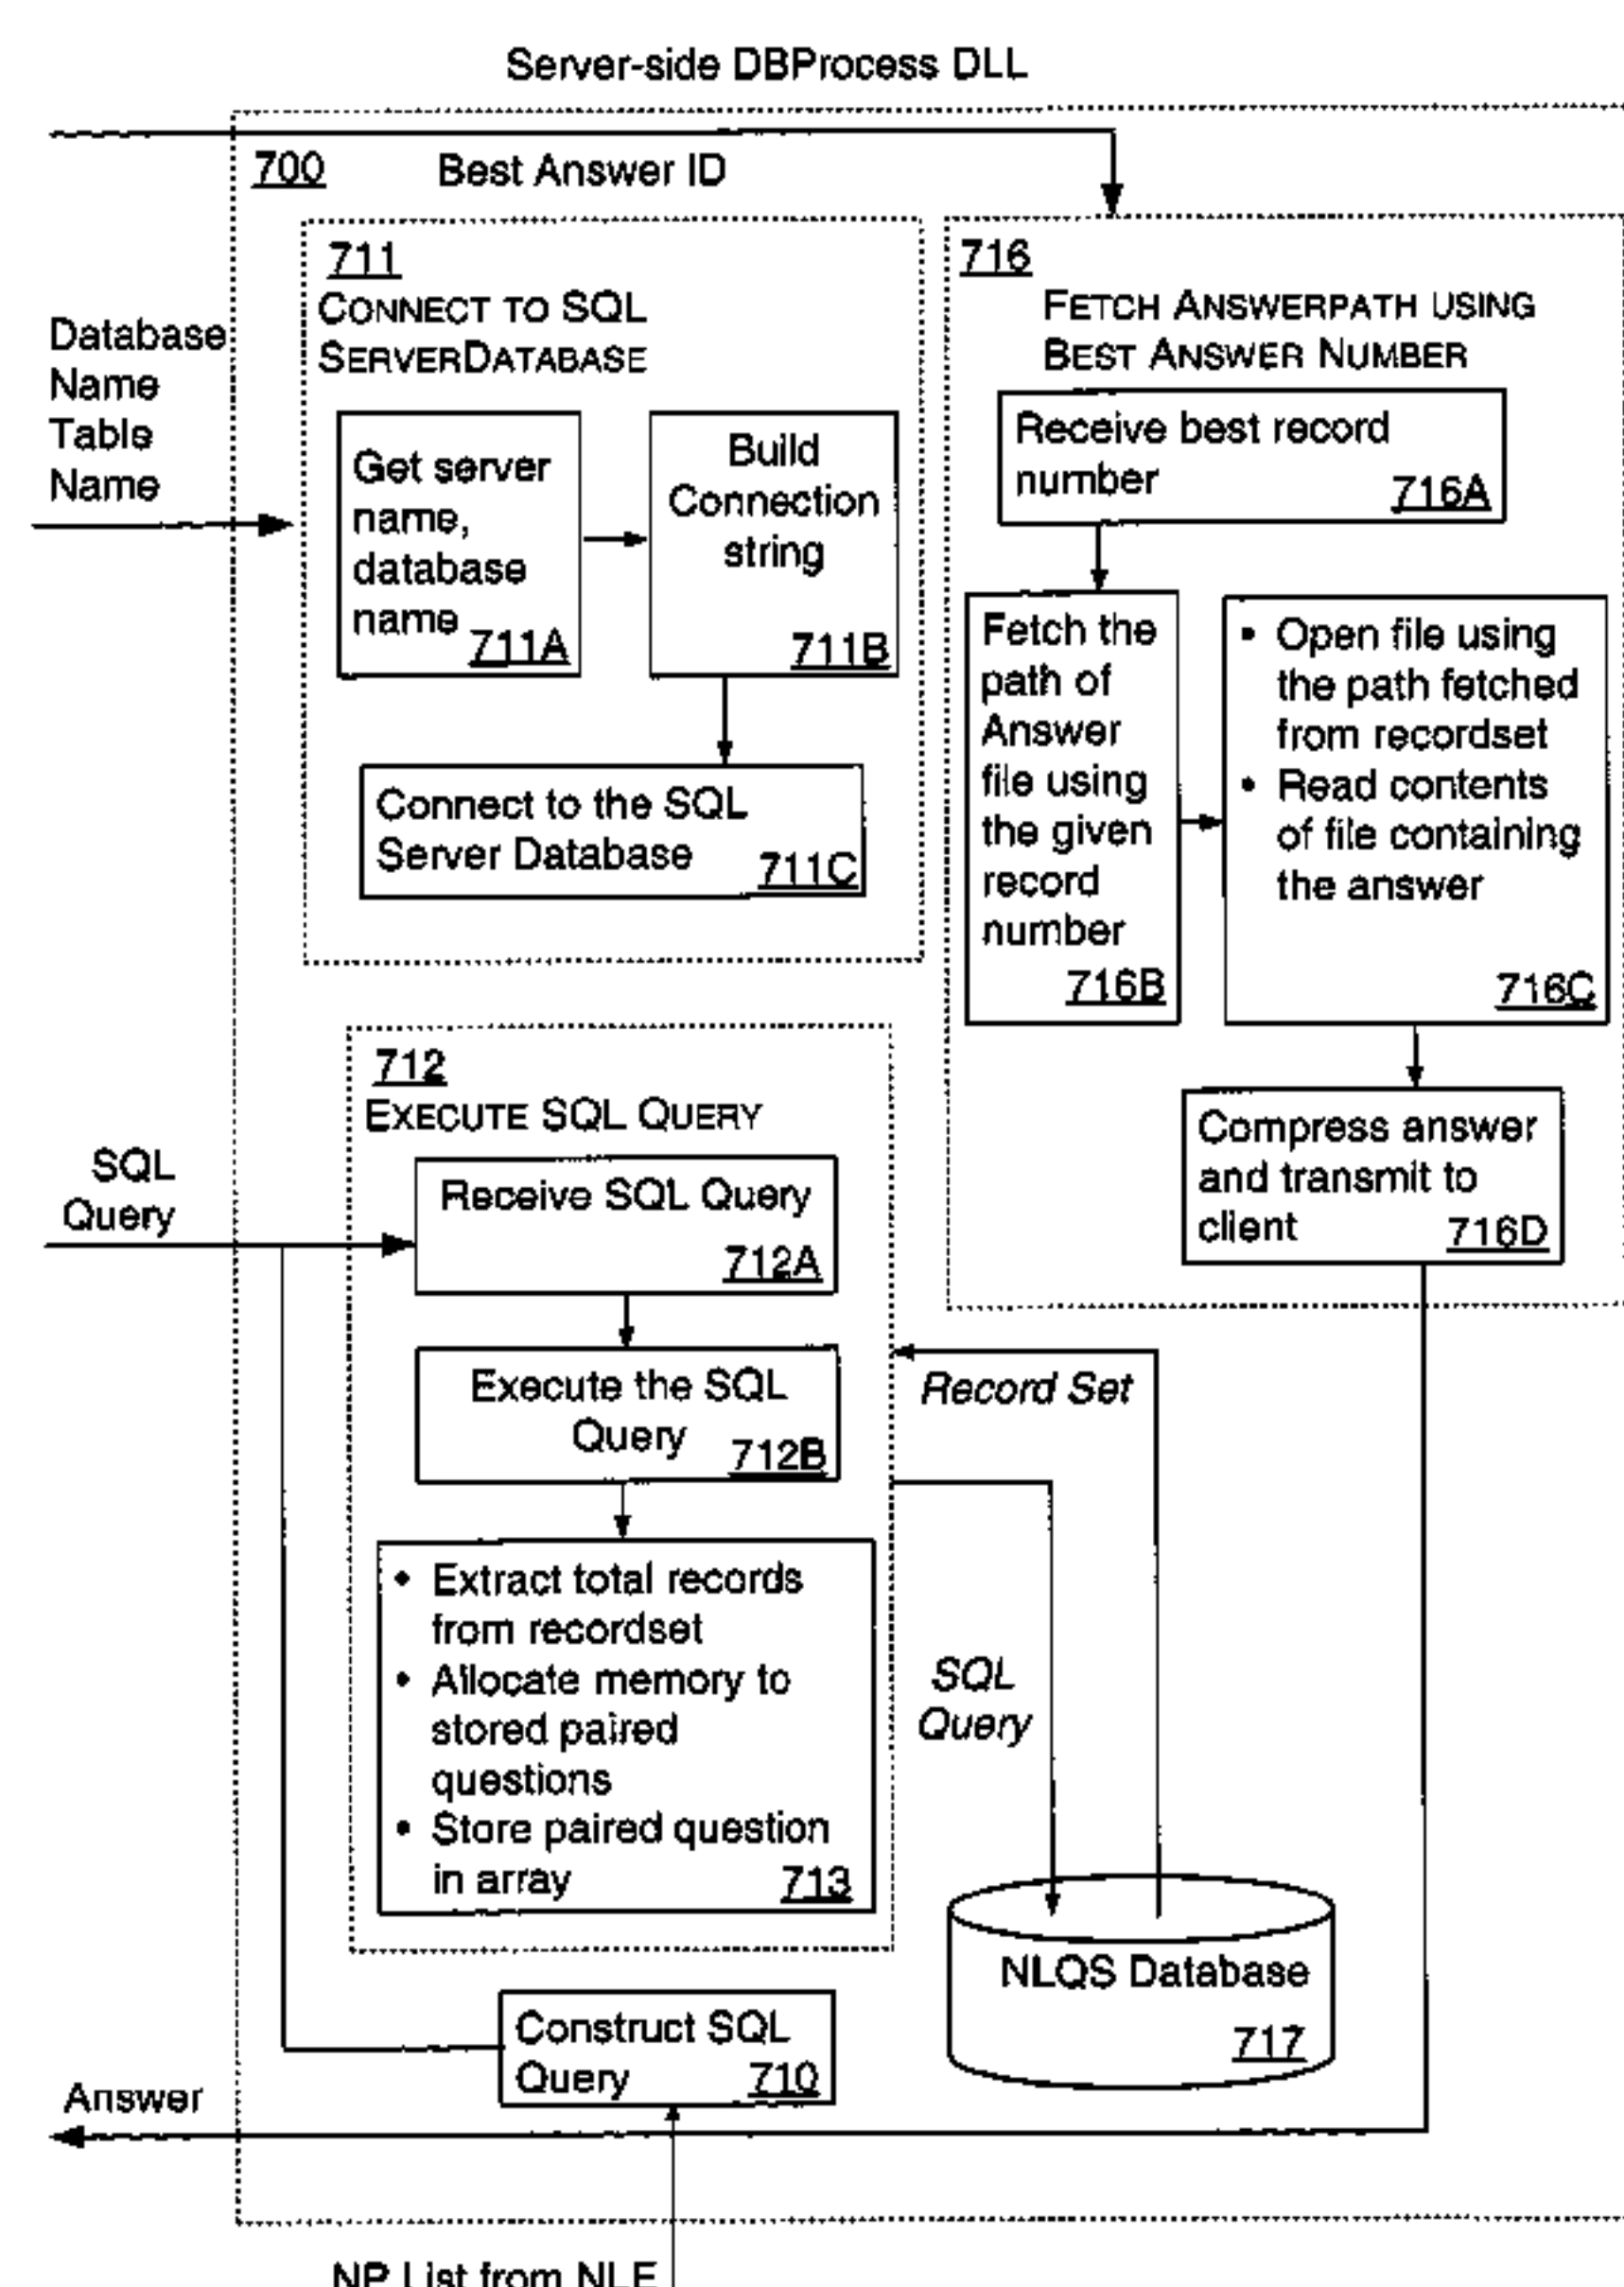 Server-side DBProcess DLL
700
Best Answer ID
Database
Name
Table
Name
711
CONNECT TO SQL
SERVERDATABASE
Get server
name,
database
name
711A
Build
Connection
string
711B
Connect to the SQL
Server Database
711C
716
FETCH ANSWERPATH USING
BEST ANSWER NUMBER
Receive best record
number
716A
Fetch the
path of
Answer
file using
the given
record
number
716B
• Open file using
the path fetched
from recordset
• Read contents
of file containing
the answer
716C
Compress answer
and transmit to
client
716D
SQL
Query
712
EXECUTE SQL QUERY
Receive SQL Query
712A
Execute the SQL
Query
712B
• Extract total records
from recordset
• Allocate memory to
stored paired
questions
• Store paired question
in array
713
Record Set
SQL
Query
NLQS Database
717
Construct SQL
Query
710
Answer
NP List from NLE